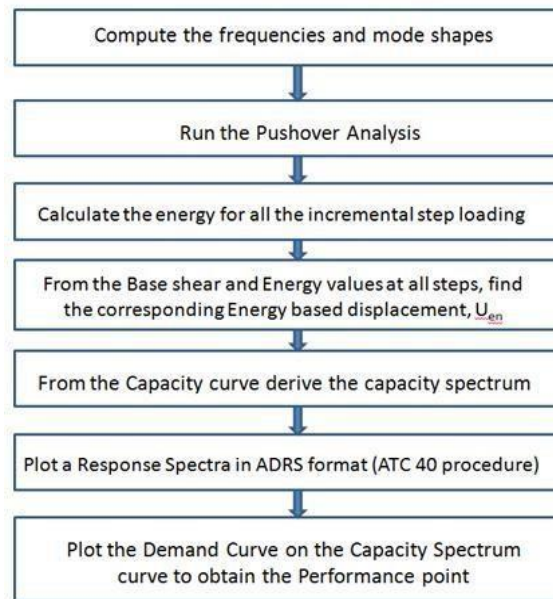 Compute the frequencies and mode shapes
Run the Pushover Analysis
Calculate the energy for all the incremental step loading
From the Base shear and Energy values at all steps, find
the corresponding Energy based displacement, Uen
From the Capacity curve derive the capacity spectrum
Plot a Response Spectra in ADRS format (ATC 40 procedure)
Plot the Demand Curve on the Capacity Spectrum
curve to obtain the Performance point